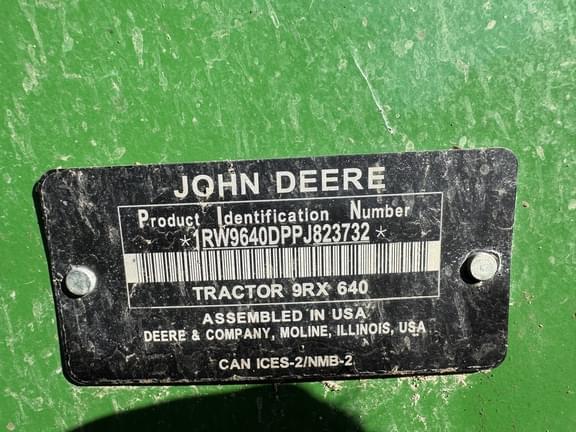 JOHN DEERE
Product Identification Number
*1RW9640DPPJ823732*
TRACTOR 9RX 640
ASSEMBLED IN USA
DEERE & COMPANY, MOLINE, ILLINOIS, USA
CAN ICES-2/NMB-2